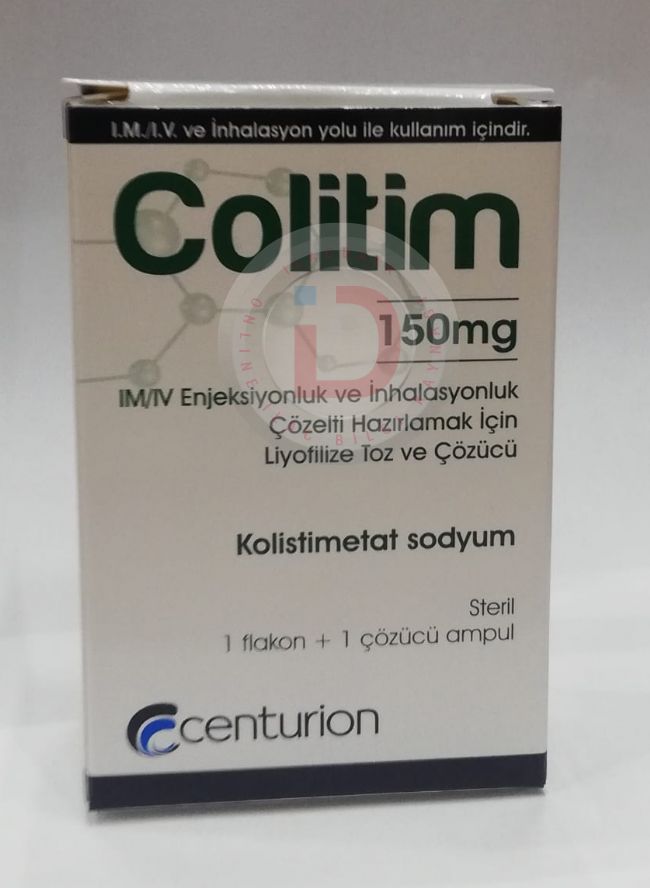 I.M./I.V. ve İnhalasyon yolu ile kullanım içindir.
Colitim
150mg
IM/IV Enjeksiyonluk ve İnhalasyonluk
Çözelti Hazırlamak İçin
Liyofilize Toz ve Çözücü
Kolistimetat sodyum
Steril
1 flakon + 1 çözücü ampul
centurion